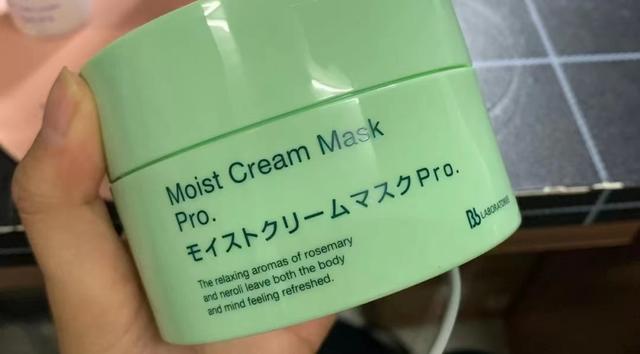 Moist Cream Mask
Pro.
モイストクリームマスクPro.
The relaxing aromas of rosemary
and neroli leave both the body
and mind feeling refreshed.
Bb LABORATORIES